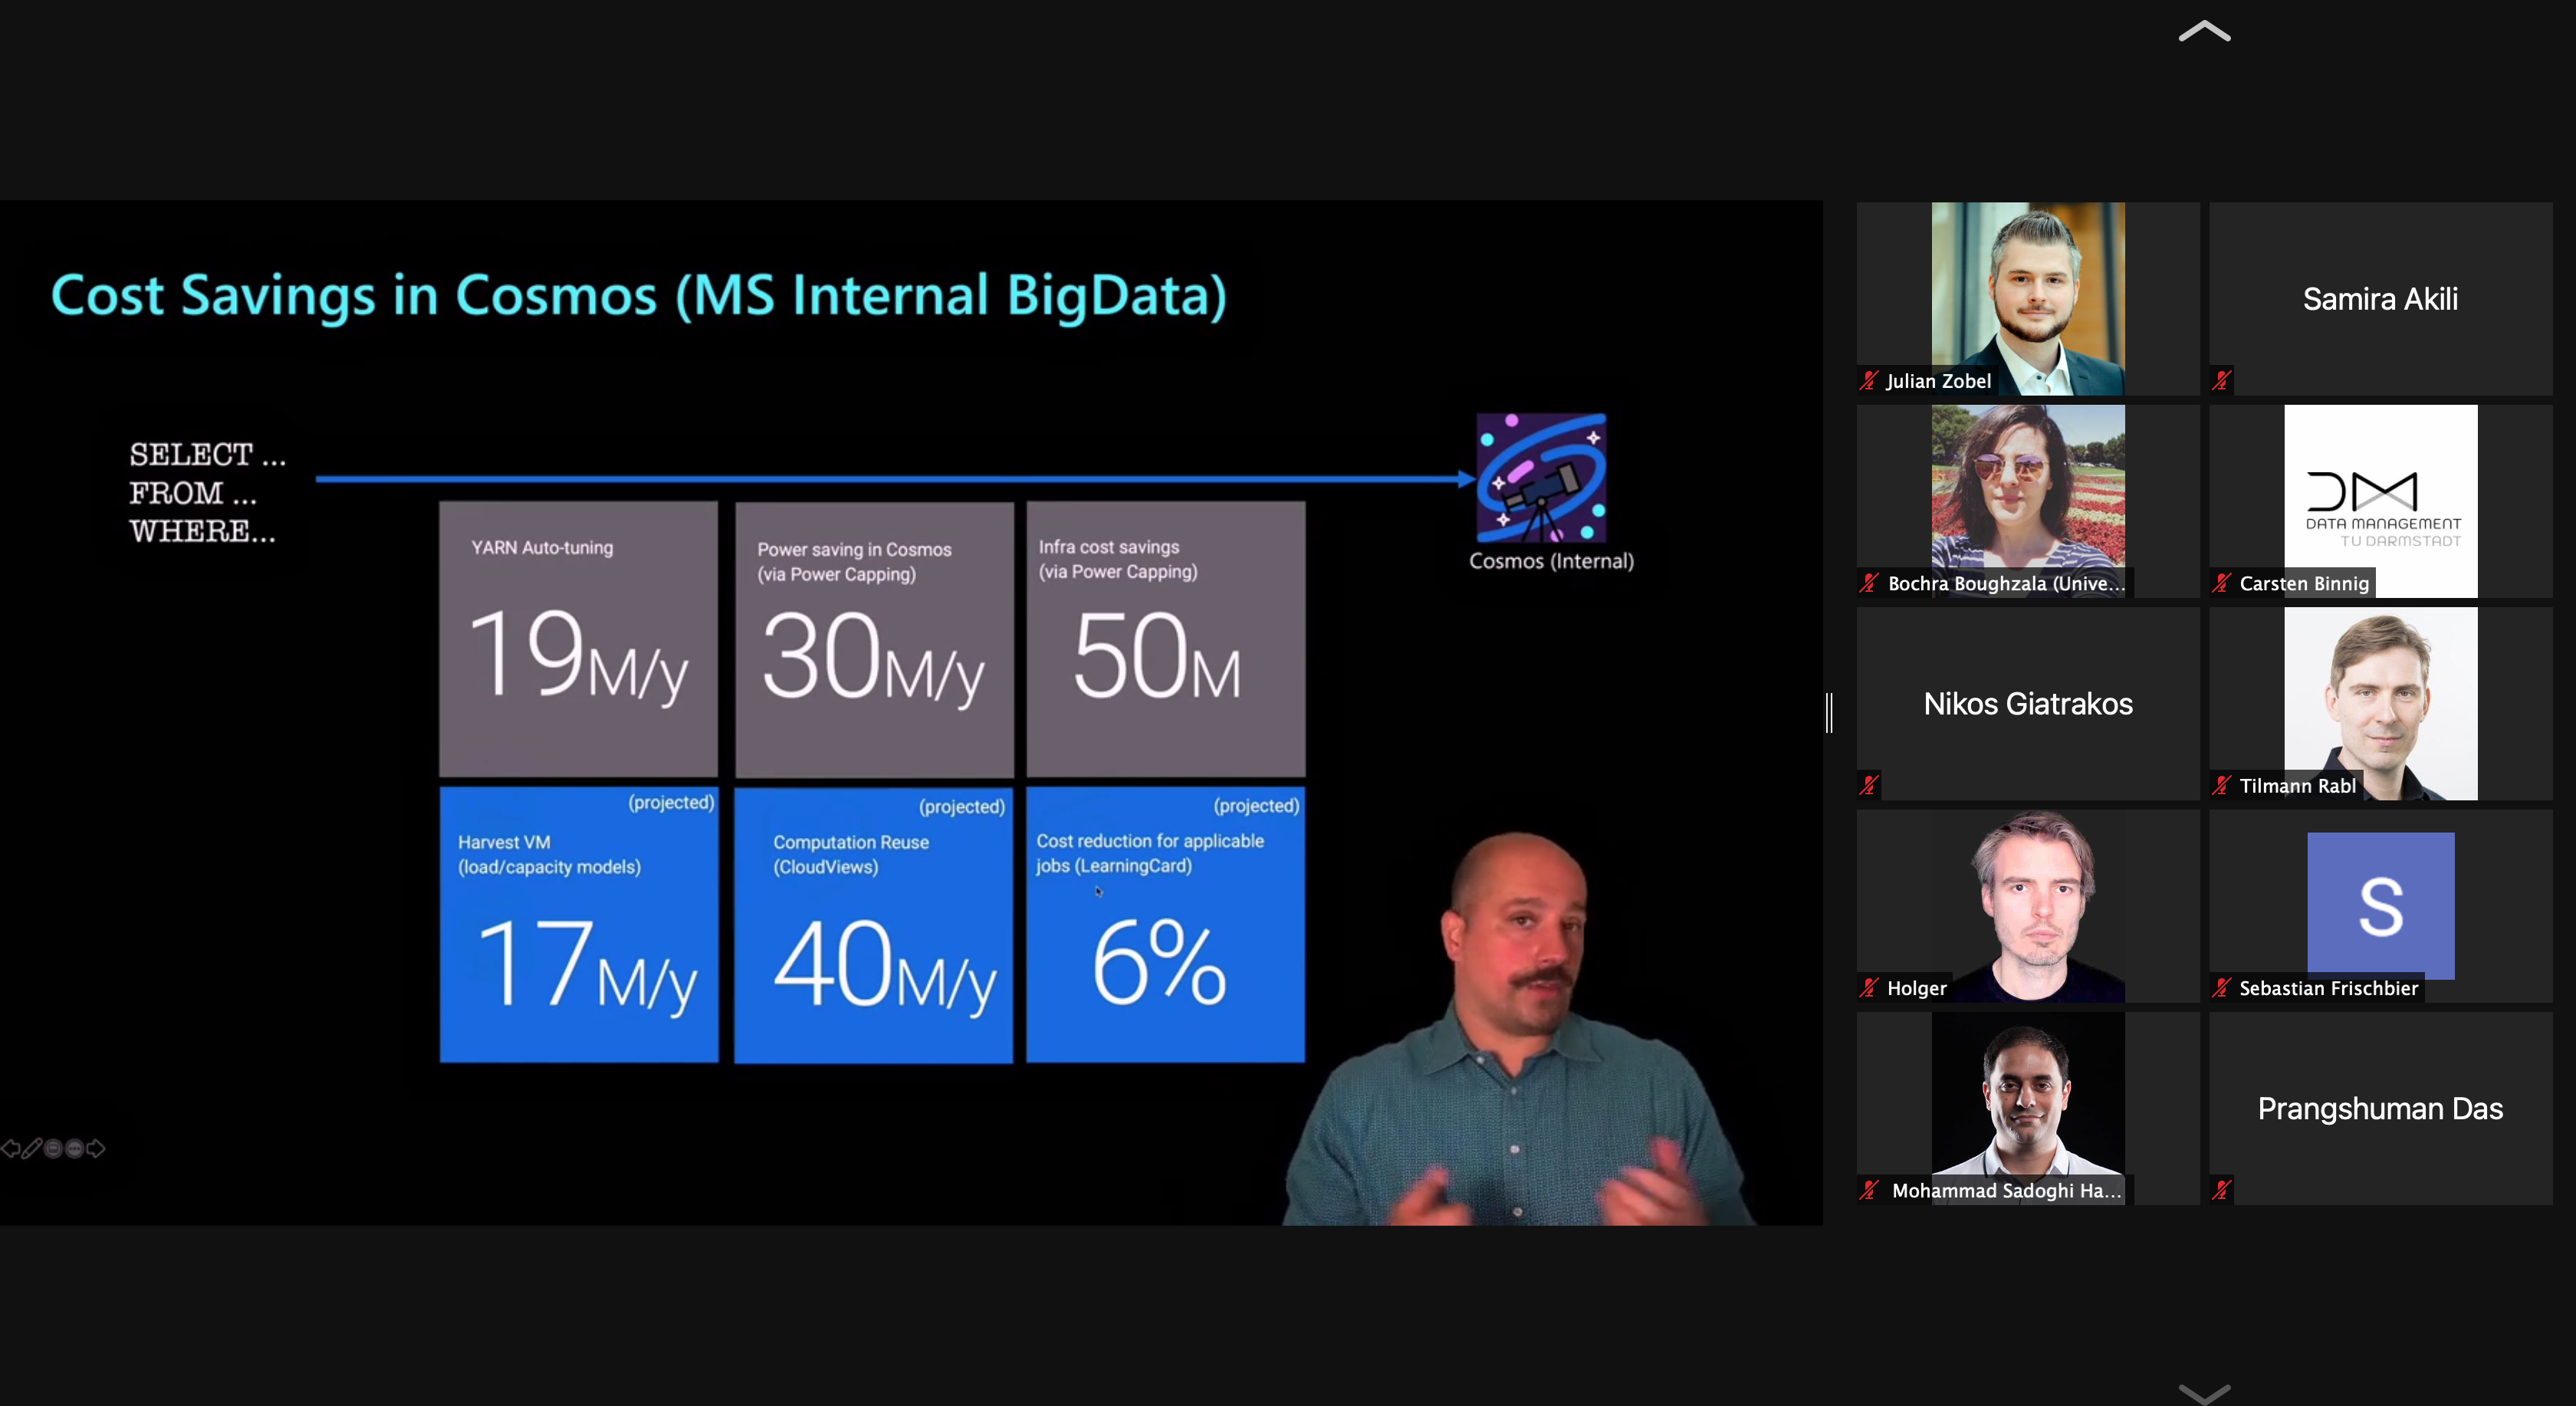 Cost Savings in Cosmos (MS Internal BigData)
SELECT ...
FROM ...
WHERE...
Cosmos (Internal)
YARN Auto-tuning
19M/y
Power saving in Cosmos
(via Power Capping)
30M/y
Infra cost savings
(via Power Capping)
50M
(projected)
Harvest VM
(load/capacity models)
17M/y
(projected)
Computation Reuse
(CloudViews)
40M/y
(projected)
Cost reduction for applicable
jobs (LearningCard)
6%
Julian Zobel
Samira Akili
Bochra Boughzala (Unive...
DM
DATA MANAGEMENT
TU DARMSTADT
Carsten Binnig
Nikos Giatrakos
Tilmann Rabl
Holger
S
Sebastian Frischbier
Mohammad Sadoghi Ha...
Prangshuman Das